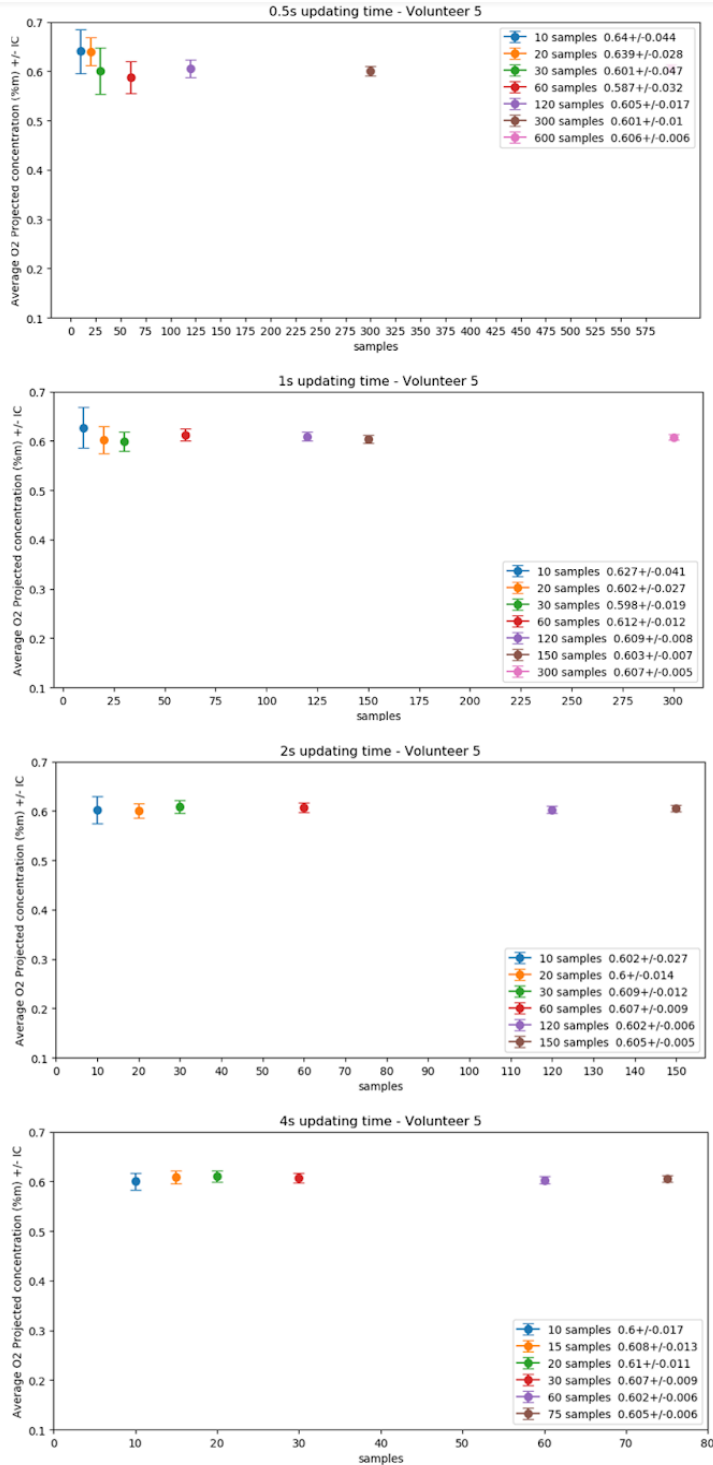 0.5s updating time - Volunteer 5
Average O2 Projected concentration (%m) +/- IC
0.7
0.6
0.5
0.4
0.3
0.2
0.1
10 samples 0.64+/-0.044
20 samples 0.639+/-0.028
30 samples 0.601+/-0.047
60 samples 0.587+/-0.032
120 samples 0.605+/-0.017
300 samples 0.601+/-0.01
600 samples 0.606+/-0.006
0 25 50 75 100 125 150 175 200 225 250 275 300 325 350 375 400 425 450 475 500 525 550 575
samples
1s updating time - Volunteer 5
Average O2 Projected concentration (%m) +/- IC
0.7
0.6
0.5
0.4
0.3
0.2
0.1
10 samples 0.627+/-0.041
20 samples 0.602+/-0.027
30 samples 0.598+/-0.019
60 samples 0.612+/-0.012
120 samples 0.609+/-0.008
150 samples 0.603+/-0.007
300 samples 0.607+/-0.005
0 25 50 75 100 125 150 175 200 225 250 275 300
samples
2s updating time - Volunteer 5
Average O2 Projected concentration (%m) +/- IC
0.7
0.6
0.5
0.4
0.3
0.2
0.1
10 samples 0.602+/-0.027
20 samples 0.6+/-0.014
30 samples 0.609+/-0.012
60 samples 0.607+/-0.009
120 samples 0.602+/-0.006
150 samples 0.605+/-0.005
0 10 20 30 40 50 60 70 80 90 100 110 120 130 140 150
samples
4s updating time - Volunteer 5
Average O2 Projected concentration (%m) +/- IC
0.7
0.6
0.5
0.4
0.3
0.2
0.1
10 samples 0.6+/-0.017
15 samples 0.608+/-0.013
20 samples 0.61+/-0.011
30 samples 0.607+/-0.009
60 samples 0.602+/-0.006
75 samples 0.605+/-0.006
0 10 20 30 40 50 60 70 80
samples